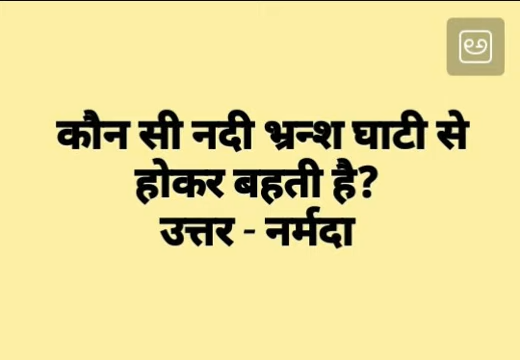 कौन सी नदी भ्रन्श घाटी से
होकर बहती है?
उत्तर - नर्मदा